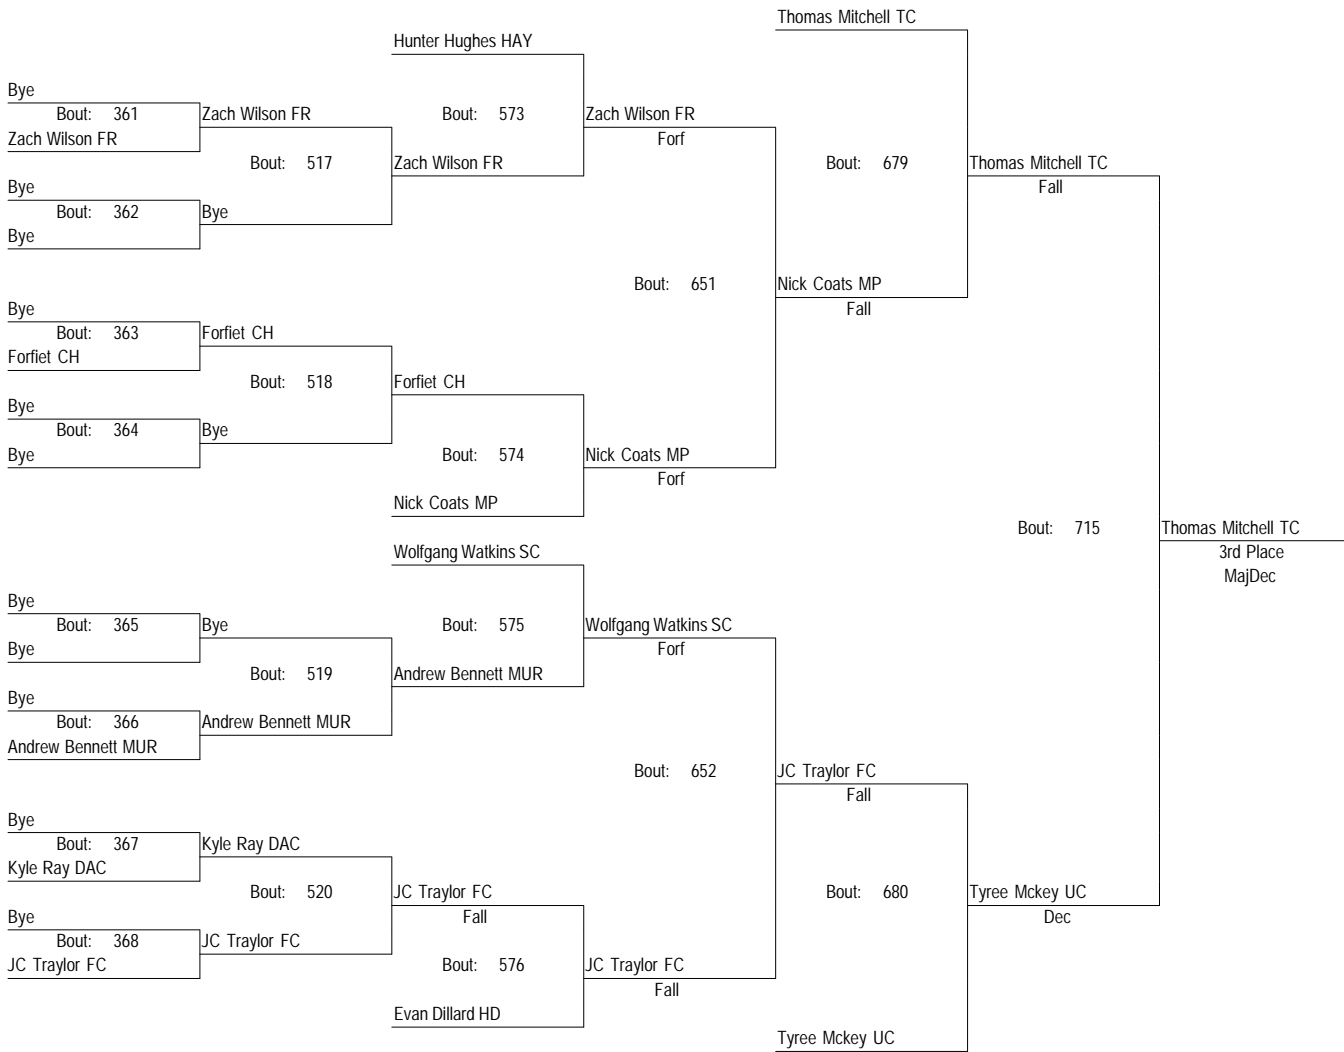 Thomas Mitchell TC
Hunter Hughes HAY
Bye
Bout: 361
Zach Wilson FR
Zach Wilson FR
Bout: 573
Zach Wilson FR
Forf
Bout: 517
Zach Wilson FR
Bout: 679
Thomas Mitchell TC
Fall
Bye
Bout: 362
Bye
Bye
Bout: 651
Nick Coats MP
Fall
Bye
Bout: 363
Forfiet CH
Forfiet CH
Bout: 518
Forfiet CH
Bye
Bout: 364
Bye
Bye
Bout: 574
Nick Coats MP
Forf
Nick Coats MP
Bout: 715
Thomas Mitchell TC
3rd Place
MajDec
Wolfgang Watkins SC
Bye
Bout: 365
Bye
Bye
Bout: 575
Wolfgang Watkins SC
Forf
Bout: 519
Andrew Bennett MUR
Bye
Bout: 366
Andrew Bennett MUR
Andrew Bennett MUR
Bout: 652
JC Traylor FC
Fall
Bye
Bout: 367
Kyle Ray DAC
Kyle Ray DAC
Bout: 520
JC Traylor FC
Fall
Bout: 680
Tyree Mckey UC
Dec
Bye
Bout: 368
JC Traylor FC
JC Traylor FC
Bout: 576
JC Traylor FC
Fall
Evan Dillard HD
Tyree Mckey UC